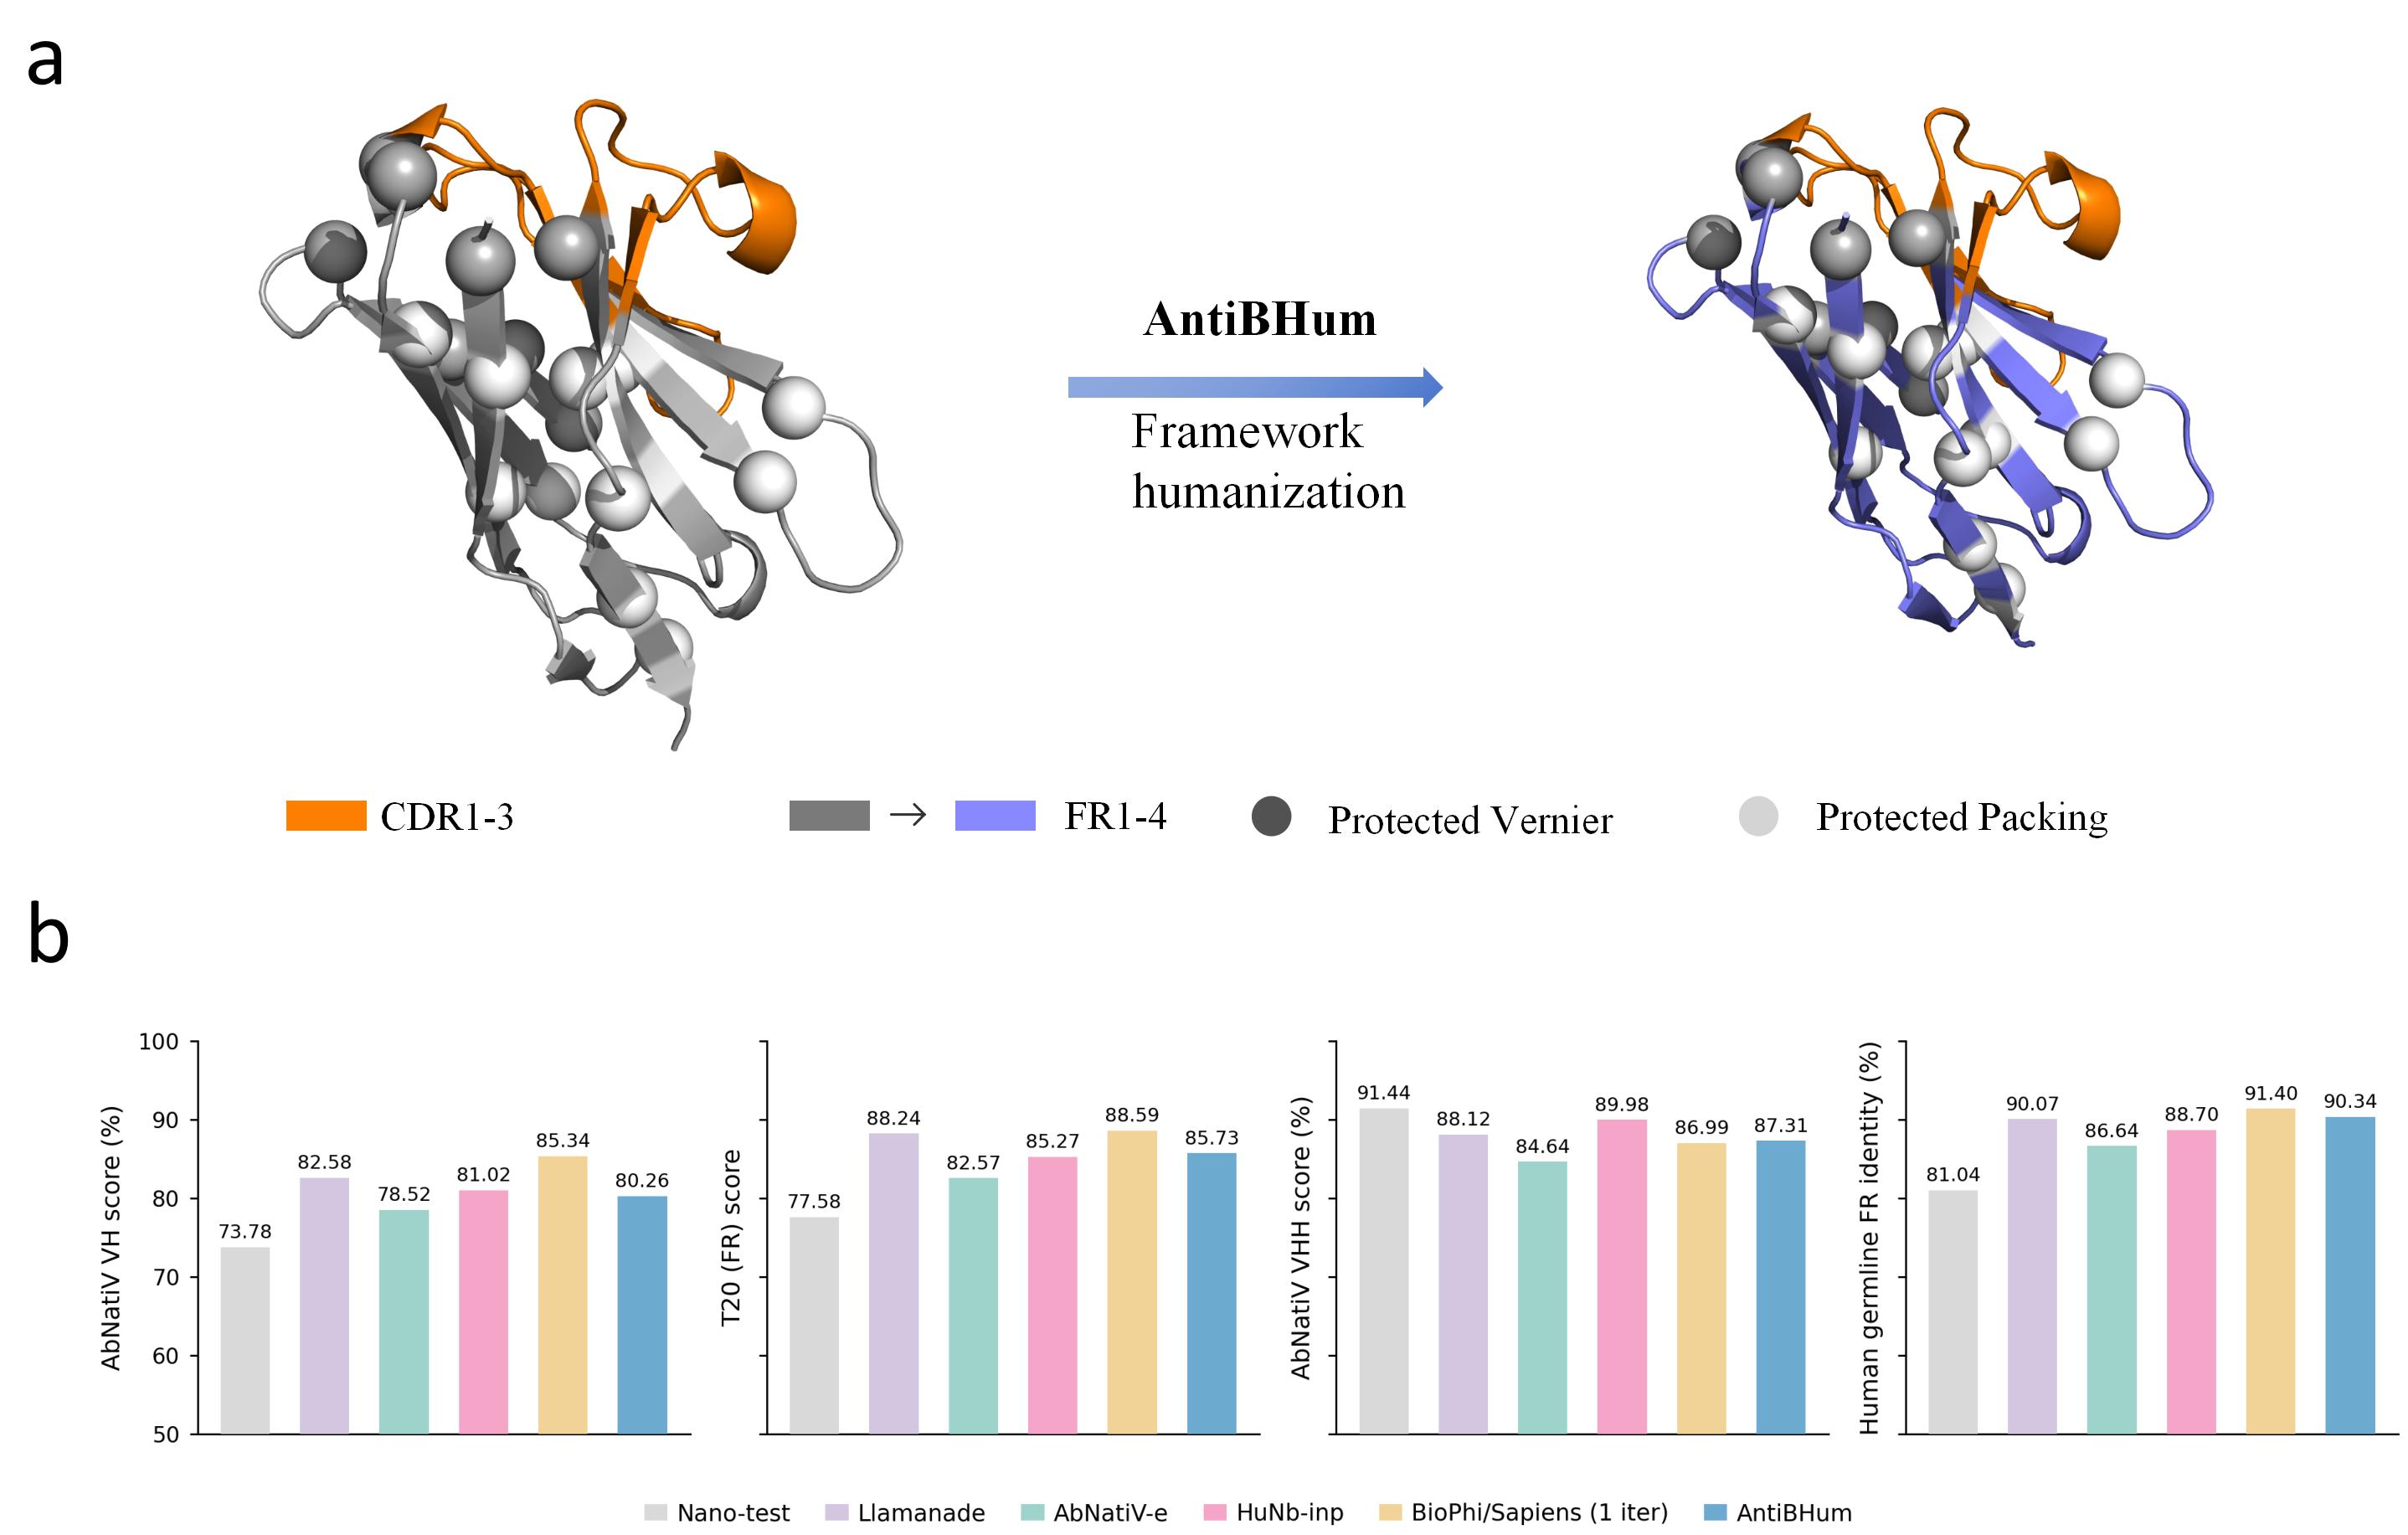 a
AntiBHum
Framework
humanization
CDR1-3
→
FR1-4
Protected Vernier
Protected Packing
b
AbNatiV VH score (%)
100
90
80
70
60
50
73.78
82.58
78.52
81.02
85.34
80.26
T20 (FR) score
77.58
88.24
82.57
85.27
88.59
85.73
AbNatiV VHH score (%)
91.44
88.12
84.64
89.98
86.99
87.31
Human germline FR identity (%)
81.04
90.07
86.64
88.70
91.40
90.34
Nano-test
Llamanade
AbNatiV-e
HuNb-inp
BioPhi/Sapiens (1 iter)
AntiBHum